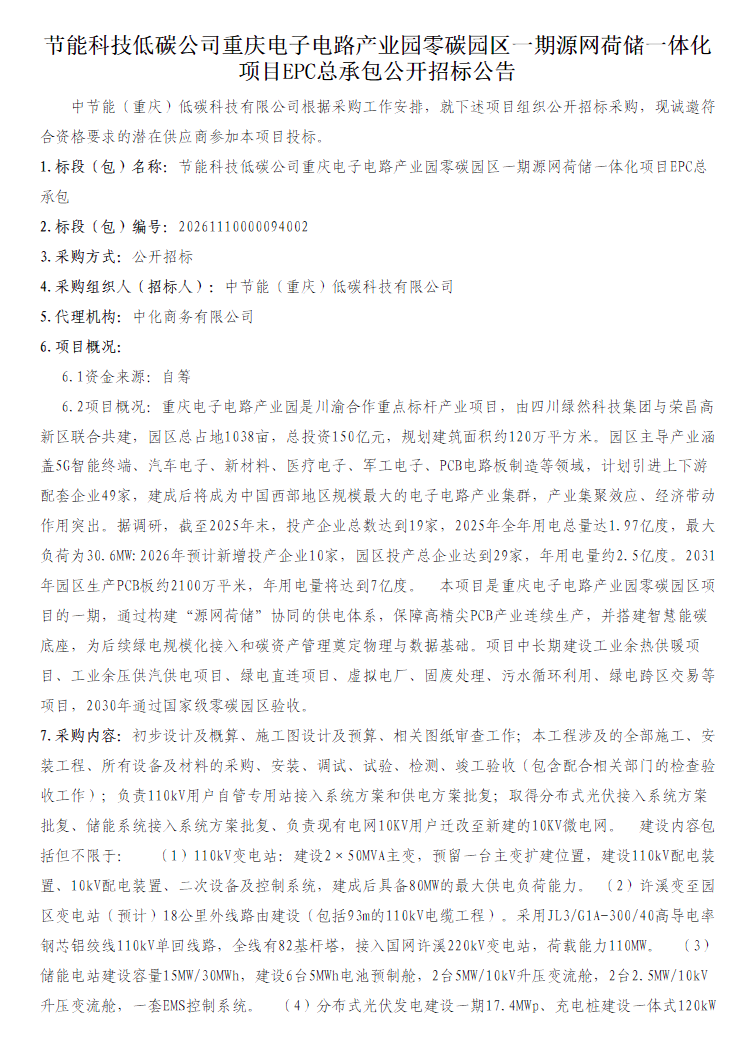 节能科技低碳公司重庆电子电路产业园零碳园区一期源网荷储一体化
项目EPC总承包公开招标公告
中节能（重庆）低碳科技有限公司根据采购工作安排，就下述项目组织公开招标采购，现诚邀符
合资格要求的潜在供应商参加本项目投标。
1.标段（包）名称：节能科技低碳公司重庆电子电路产业园零碳园区一期源网荷储一体化项目EPC总
承包
2.标段（包）编号：20261110000094002
3.采购方式：公开招标
4.采购组织人（招标人）：中节能（重庆）低碳科技有限公司
5.代理机构：中化商务有限公司
6.项目概况：
6.1资金来源：自筹
6.2项目概况：重庆电子电路产业园是川渝合作重点标杆产业项目，由四川绿然科技集团与荣昌高
新区联合共建，园区总占地1038亩，总投资150亿元，规划建筑面积约120万平方米。园区主导产业涵
盖5G智能终端、汽车电子、新材料、医疗电子、军工电子、PCB电路板制造等领域，计划引进上下游
配套企业49家，建成后将成为中国西部地区规模最大的电子电路产业集群，产业集聚效应、经济带动
作用突出。据调研，截至2025年末，投产企业总数达到19家，2025年全年用电总量达1.97亿度，最大
负荷为30.6MW:2026年预计新增投产企业10家，园区投产总企业达到29家，年用电量约2.5亿度。2031
年园区生产PCB板约2100万平米，年用电量将达到7亿度。 本项目是重庆电子电路产业园零碳园区项
目的一期，通过构建“源网荷储”协同的供电体系，保障高精尖PCB产业连续生产，并搭建智慧能碳
底座，为后续绿电规模化接入和碳资产管理奠定物理与数据基础。项目中长期建设工业余热供暖项
目、工业余压供汽供电项目、绿电直连项目、虚拟电厂、固废处理、污水循环利用、绿电跨区交易等
项目，2030年通过国家级零碳园区验收。
7.采购内容：初步设计及概算、施工图设计及预算、相关图纸审查工作；本工程涉及的全部施工、安
装工程、所有设备及材料的采购、安装、调试、试验、检测、竣工验收（包含配合相关部门的检查验
收工作）；负责110kV用户自管专用站接入系统方案和供电方案批复；取得分布式光伏接入系统方案
批复、储能系统接入系统方案批复、负责现有电网10KV用户迁改至新建的10KV微电网。 建设内容包
括但不限于： （1）110kV变电站：建设2×50MVA主变，预留一台主变扩建位置，建设110kV配电装
置、10kV配电装置、二次设备及控制系统，建成后具备80MW的最大供电负荷能力。 （2）许溪变至园
区变电站（预计）18公里外线路由建设（包括93m的110kV电缆工程）。采用JL3/G1A-300/40高导电率
钢芯铝绞线110kV单回线路，全线有82基杆塔，接入国网许溪220kV变电站，荷载能力110MW。 （3）
储能电站建设容量15MW/30MWh，建设6台5MWh电池预制舱，2台5MW/10kV升压变流舱，2台2.5MW/10kV
升压变流舱，一套EMS控制系统。 （4）分布式光伏发电建设一期17.4MWp、充电桩建设一体式120kW